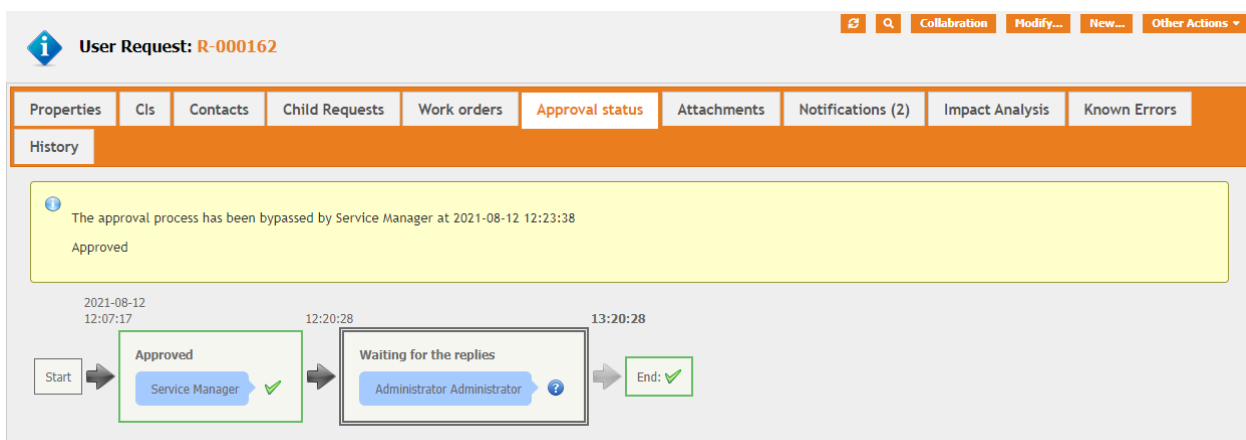 Collabration Modify... New... Other Actions
User Request: R-000162
Properties CIs Contacts Child Requests Work orders Approval status Attachments Notifications (2) Impact Analysis Known Errors
History
The approval process has been bypassed by Service Manager at 2021-08-12 12:23:38
Approved
2021-08-12
12:07:17 12:20:28 13:20:28
Approved Waiting for the replies
Start Service Manager Administrator Administrator ? End: